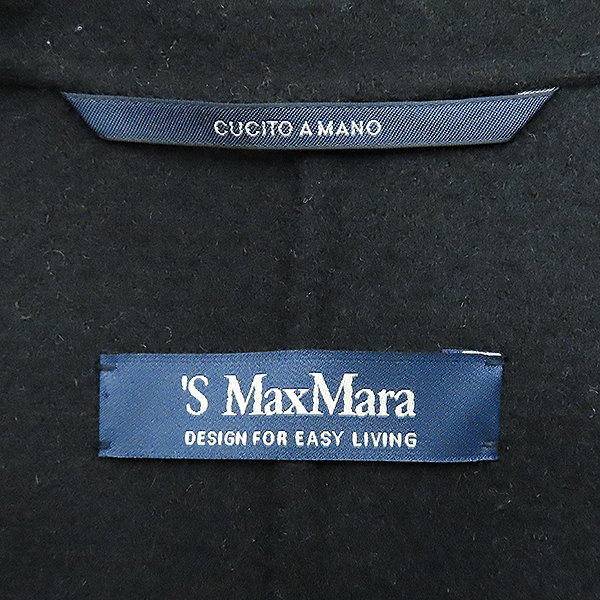 CUCITO A MANO
'S MaxMara
DESIGN FOR EASY LIVING